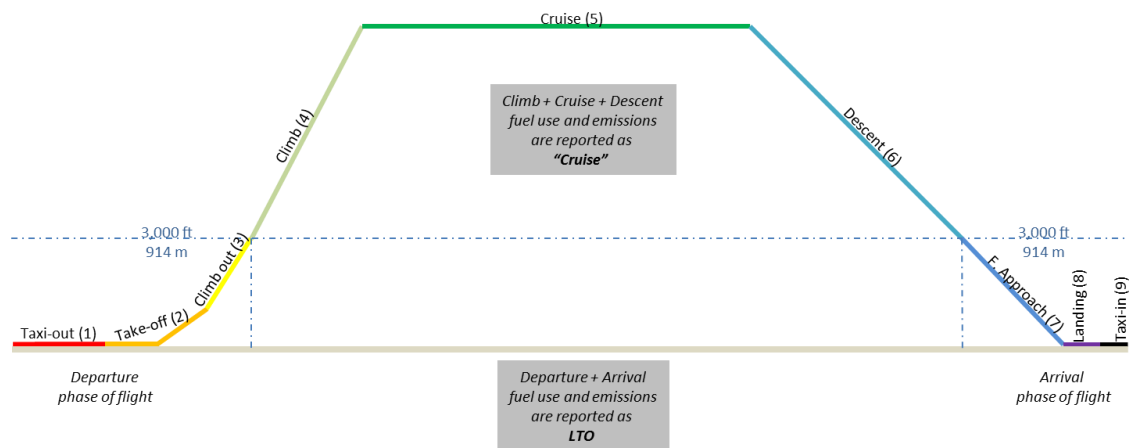 Cruise (5)
Climb + Cruise + Descent
fuel use and emissions
are reported as
“Cruise”
Climb (4)
Descent (6)
3,000 ft
914 m
3,000 ft
914 m
Climb out (3)
F. Approach (7)
Landing (8)
Taxi-in (9)
Taxi-out (1)
Take-off (2)
Departure
phase of flight
Departure + Arrival
fuel use and emissions
are reported as
LTO
Arrival
phase of flight